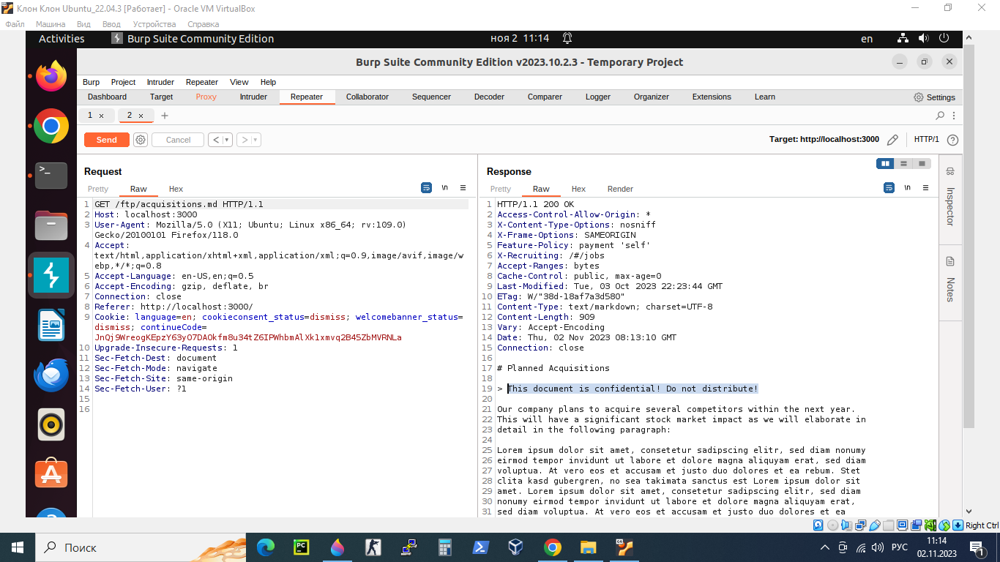 Клон Клон Ubuntu_22.04.3 [Работает] - Oracle VM VirtualBox
Файл Машина Вид Ввод Устройства Справка
Activities Burp Suite Community Edition ноя 2 11:14 en
Burp Suite Community Edition v2023.10.2.3 - Temporary Project
Burp Project Intruder Repeater View Help
Dashboard Target Proxy Intruder Repeater Collaborator Sequencer Decoder Comparer Logger Organizer Extensions Learn Settings
1 × 2 × +
Send Cancel < > Target: http://localhost:3000 HTTP/1 ?
Request
Pretty Raw Hex \n
1 GET /ftp/acquisitions.md HTTP/1.1
2 Host: localhost:3000
3 User-Agent: Mozilla/5.0 (X11; Ubuntu; Linux x86_64; rv:109.0)
Gecko/20100101 Firefox/118.0
4 Accept:
text/html,application/xhtml+xml,application/xml;q=0.9,image/avif,image/w
ebp,*/*;q=0.8
5 Accept-Language: en-US,en;q=0.5
6 Accept-Encoding: gzip, deflate, br
7 Connection: close
8 Referer: http://localhost:3000/
9 Cookie: language=en; cookieconsent_status=dismiss; welcomebanner_status=
dismiss; continueCode=
JnQj9WreogKEpzY63yO7DAOkfm8u34tZ6IPWhbmAlXk1xmvq2B45ZbMVRNLa
10 Upgrade-Insecure-Requests: 1
11 Sec-Fetch-Dest: document
12 Sec-Fetch-Mode: navigate
13 Sec-Fetch-Site: same-origin
14 Sec-Fetch-User: ?1
15
16
Response
Pretty Raw Hex Render \n
1 HTTP/1.1 200 OK
2 Access-Control-Allow-Origin: *
3 X-Content-Type-Options: nosniff
4 X-Frame-Options: SAMEORIGIN
5 Feature-Policy: payment 'self'
6 X-Recruiting: /#/jobs
7 Accept-Ranges: bytes
8 Cache-Control: public, max-age=0
9 Last-Modified: Tue, 03 Oct 2023 22:23:44 GMT
10 ETag: W/"38d-18af7a3d580"
11 Content-Type: text/markdown; charset=UTF-8
12 Content-Length: 909
13 Vary: Accept-Encoding
14 Date: Thu, 02 Nov 2023 08:13:10 GMT
15 Connection: close
16
17 # Planned Acquisitions
18
19 > This document is confidential! Do not distribute!
20
21 Our company plans to acquire several competitors within the next year.
22 This will have a significant stock market impact as we will elaborate in
23 detail in the following paragraph:
24
25 Lorem ipsum dolor sit amet, consetetur sadipscing elitr, sed diam nonumy
26 eirmod tempor invidunt ut labore et dolore magna aliquyam erat, sed diam
27 voluptua. At vero eos et accusam et justo duo dolores et ea rebum. Stet
28 clita kasd gubergren, no sea takimata sanctus est Lorem ipsum dolor sit
29 amet. Lorem ipsum dolor sit amet, consetetur sadipscing elitr, sed diam
30 nonumy eirmod tempor invidunt ut labore et dolore magna aliquyam erat,
31 sed diam voluptua. At vero eos et accusam et justo duo dolores et ea
Inspector
Notes
Right Ctrl
Поиск
РУС
11:14
02.11.2023
1